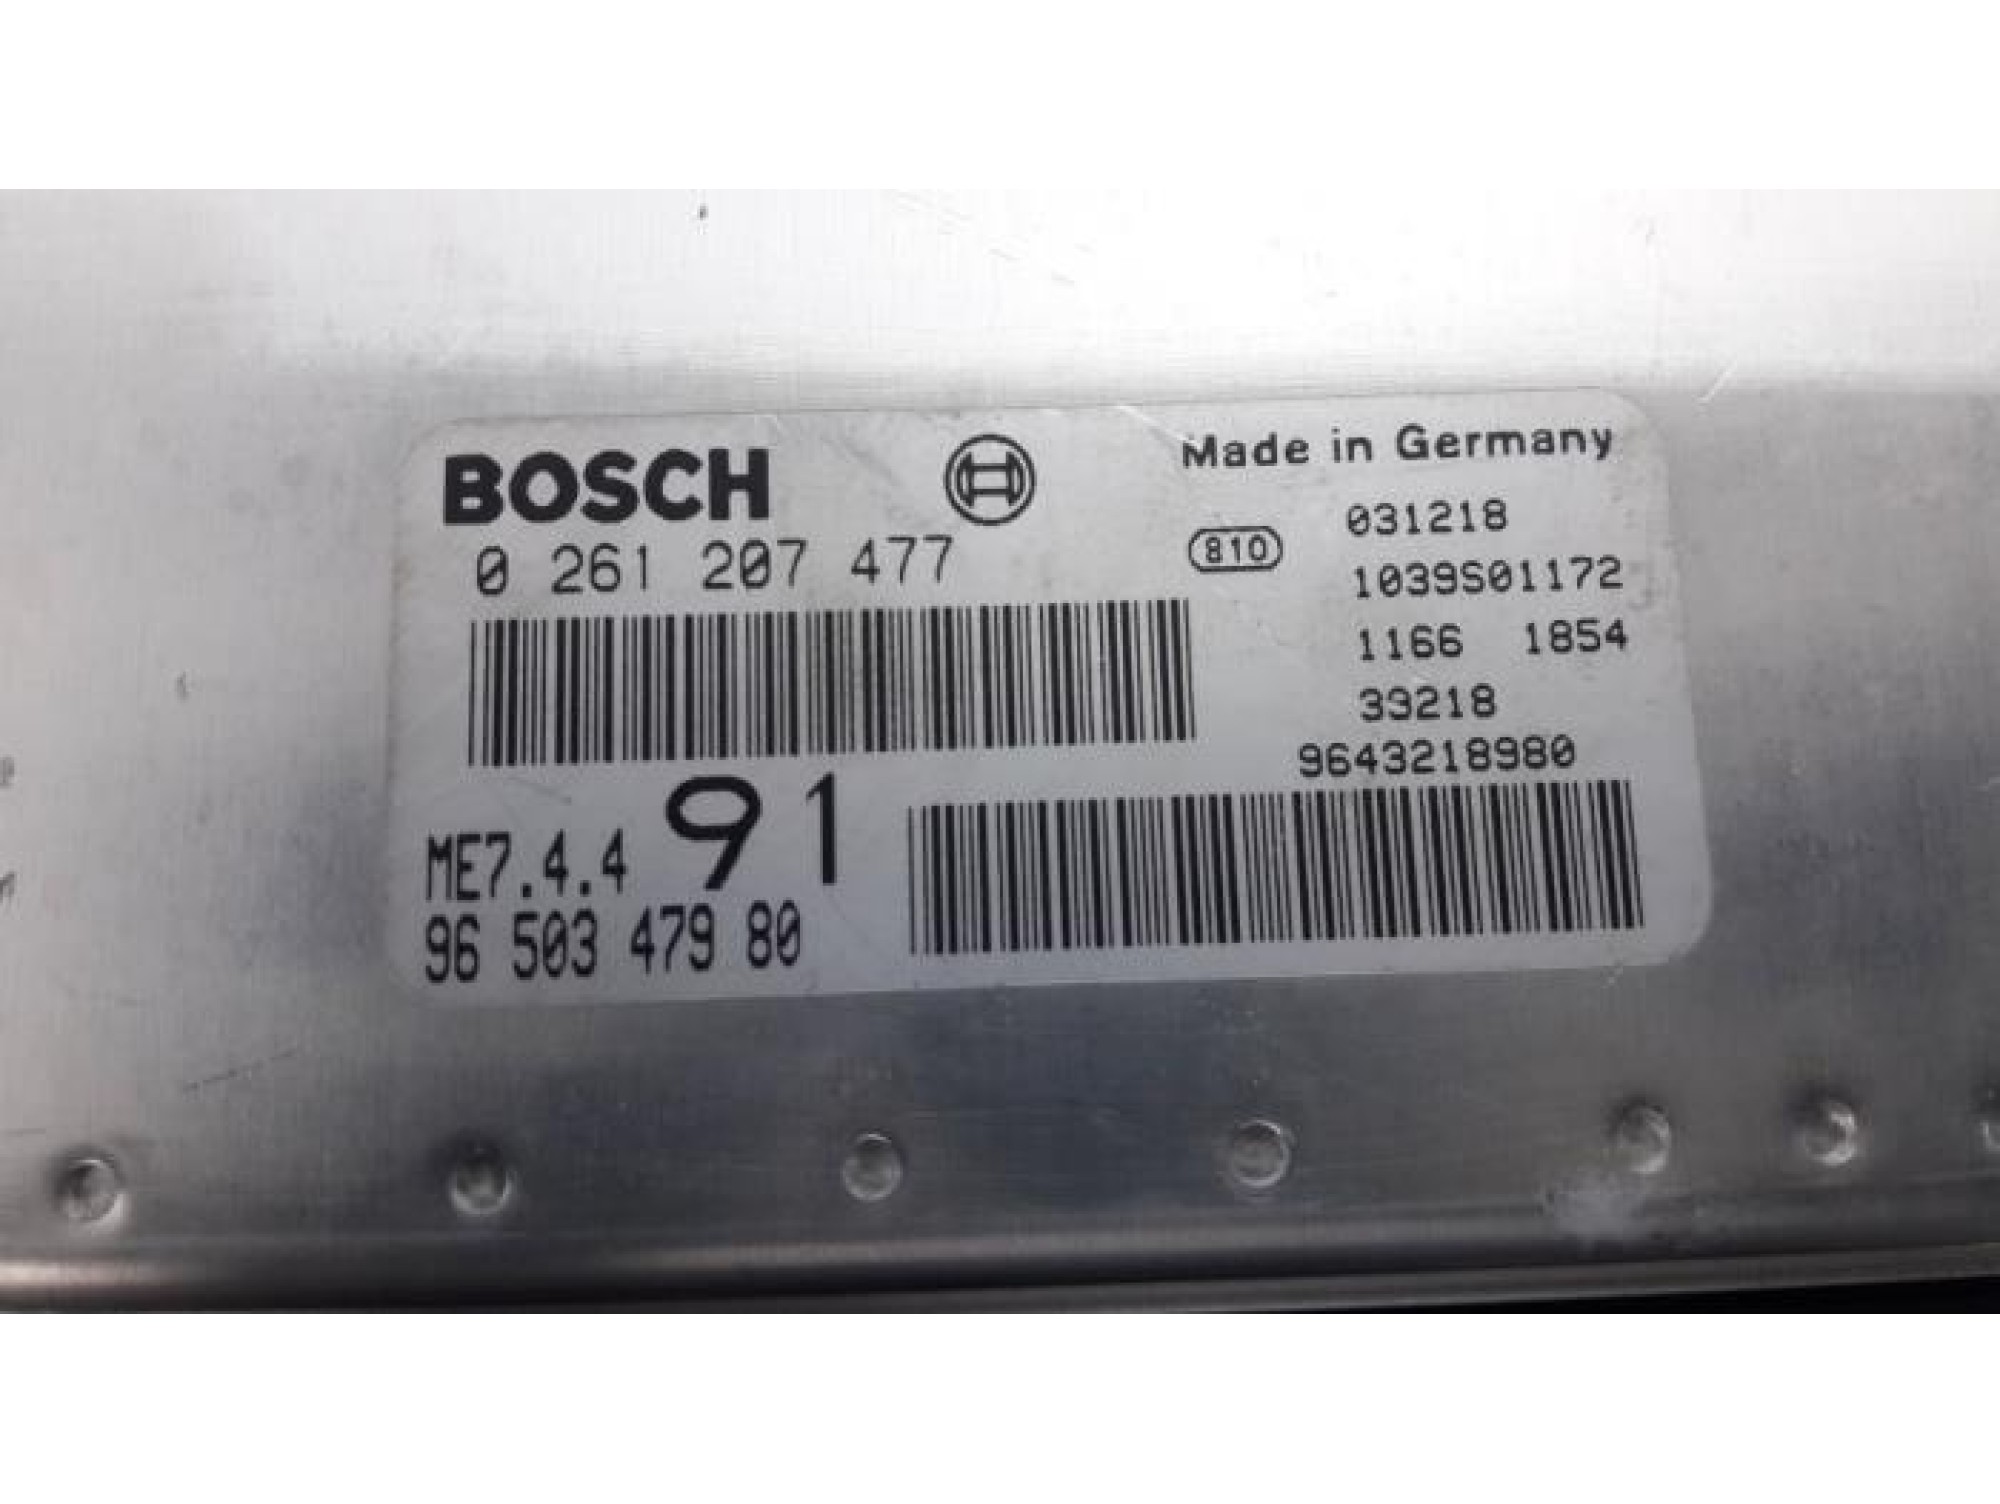 BOSCH
Made in Germany
0 261 207 477
810
031218
1039S01172
1166 1854
39218
9643218980
ME7.4.4 91
96 503 479 80